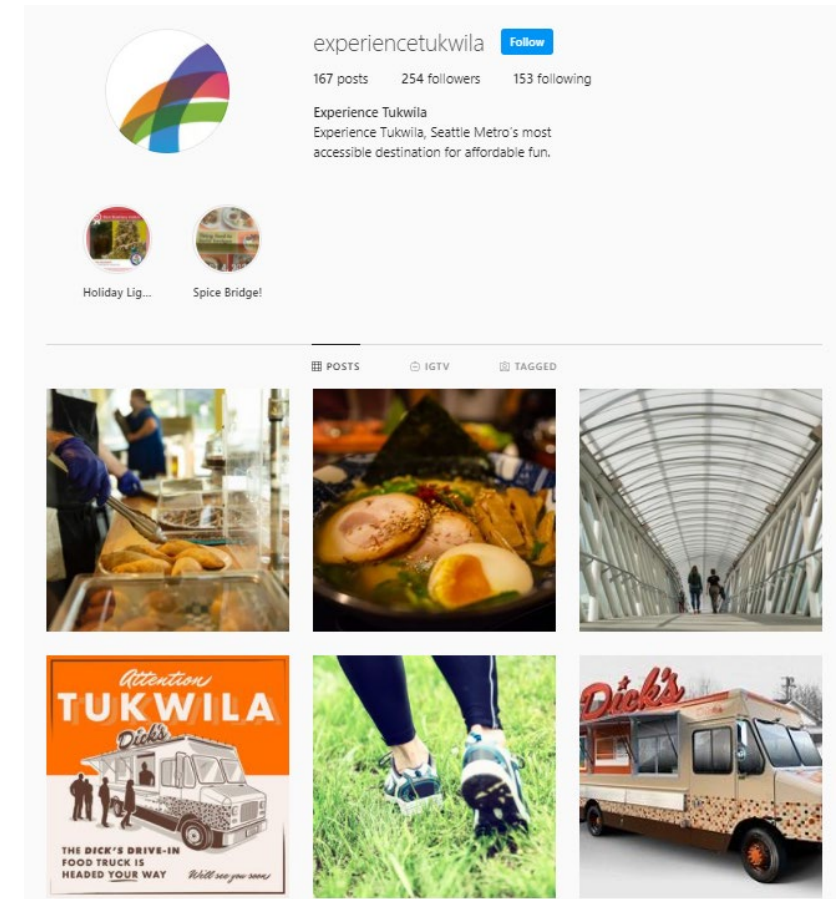 experiencetukwila Follow
167 posts 254 followers 153 following
Experience Tukwila
Experience Tukwila, Seattle Metro's most
accessible destination for affordable fun.
Holiday Lig... Spice Bridge!
POSTS IGTV TAGGED
Attention
TUKWILA
Dick's
THE DICK'S DRIVE-IN
FOOD TRUCK IS
HEADED YOUR WAY Will see you soon
Dick's